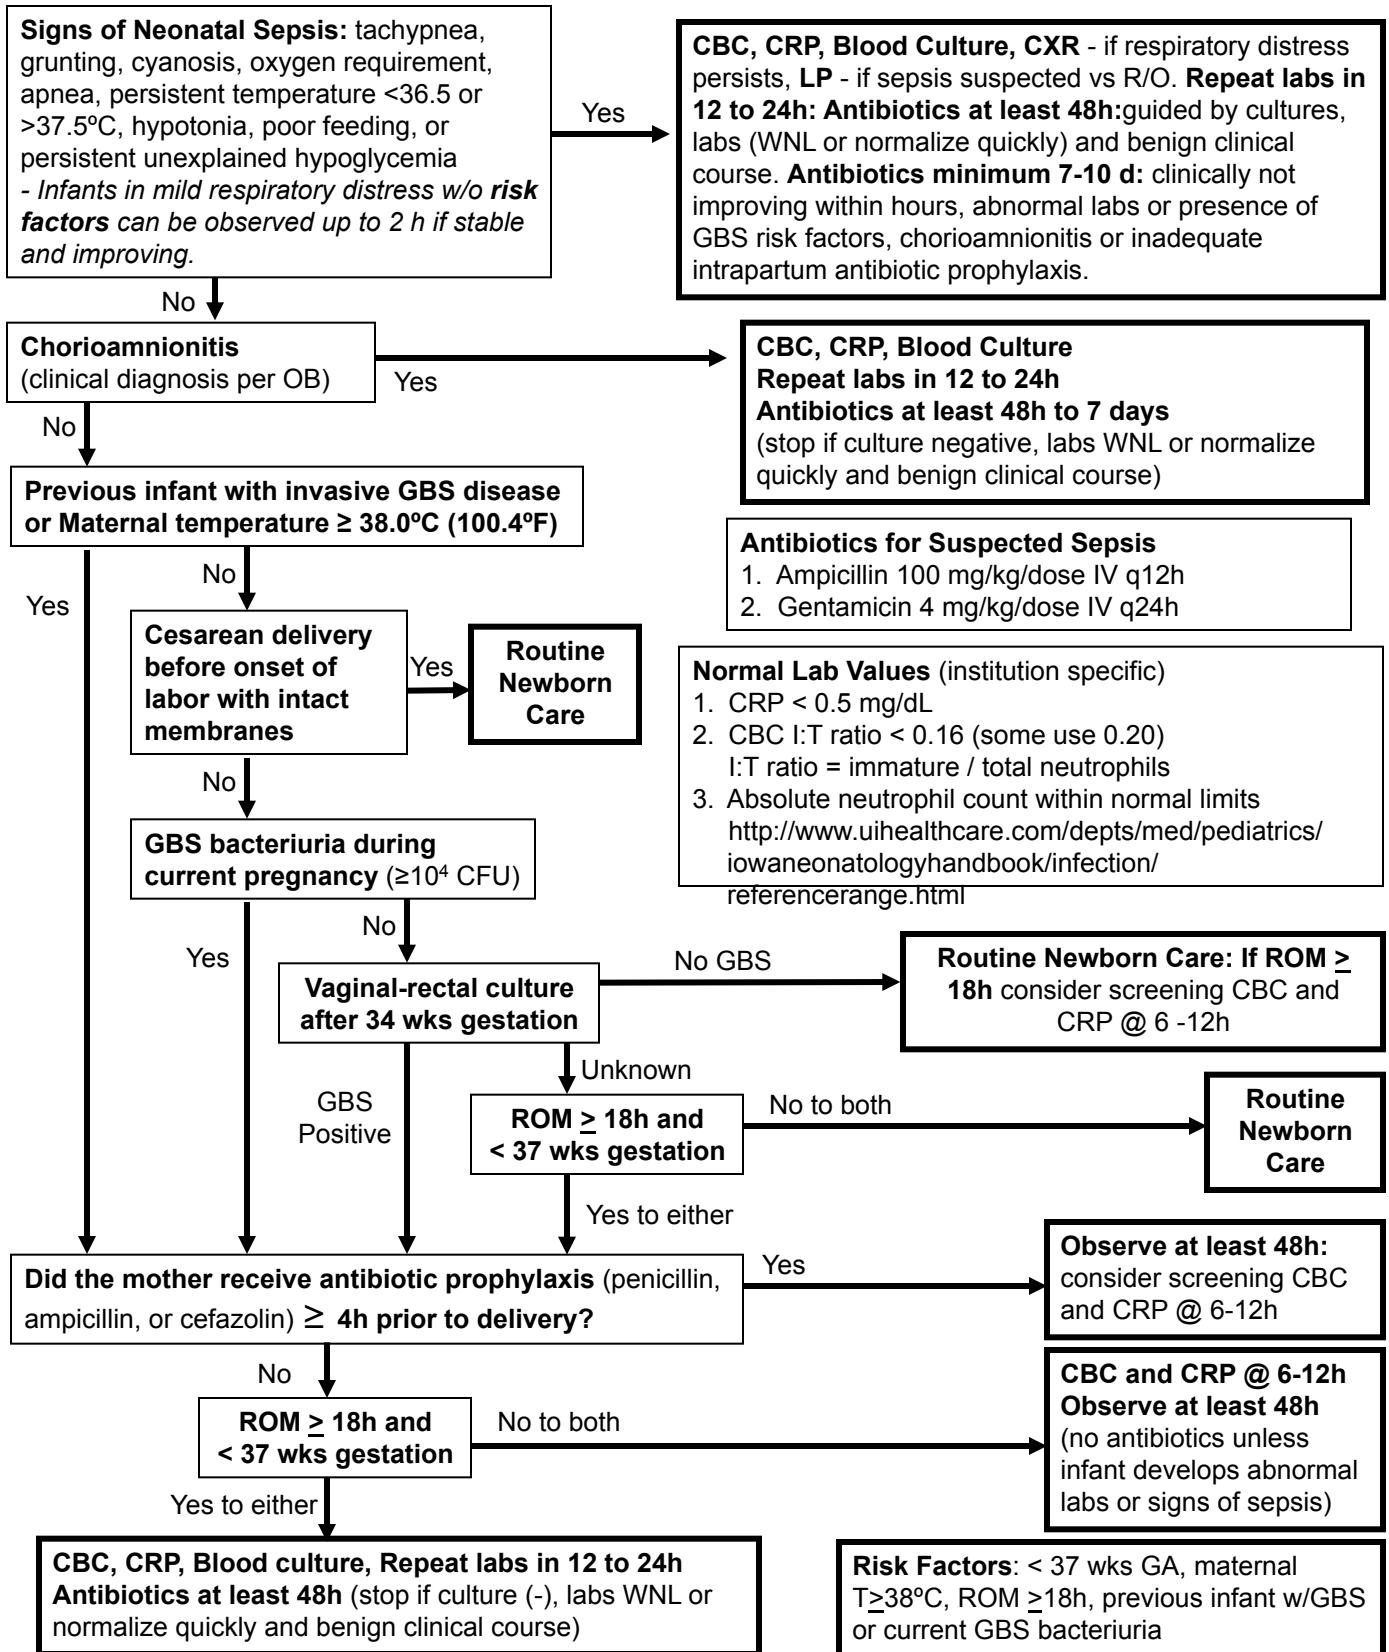 Signs of Neonatal Sepsis: tachypnea,
grunting, cyanosis, oxygen requirement,
apnea, persistent temperature <36.5 or
>37.5ºC, hypotonia, poor feeding, or
persistent unexplained hypoglycemia
- Infants in mild respiratory distress w/o risk
factors can be observed up to 2 h if stable
and improving.
Yes
CBC, CRP, Blood Culture, CXR - if respiratory distress
persists, LP - if sepsis suspected vs R/O. Repeat labs in
12 to 24h: Antibiotics at least 48h:guided by cultures,
labs (WNL or normalize quickly) and benign clinical
course. Antibiotics minimum 7-10 d: clinically not
improving within hours, abnormal labs or presence of
GBS risk factors, chorioamnionitis or inadequate
intrapartum antibiotic prophylaxis.
No
Chorioamnionitis
(clinical diagnosis per OB)
Yes
CBC, CRP, Blood Culture
Repeat labs in 12 to 24h
Antibiotics at least 48h to 7 days
(stop if culture negative, labs WNL or normalize
quickly and benign clinical course)
No
Previous infant with invasive GBS disease
or Maternal temperature ≥ 38.0ºC (100.4ºF)
Antibiotics for Suspected Sepsis
1. Ampicillin 100 mg/kg/dose IV q12h
2. Gentamicin 4 mg/kg/dose IV q24h
No
Yes
Cesarean delivery
before onset of
labor with intact
membranes
Yes
Routine
Newborn
Care
Normal Lab Values (institution specific)
1. CRP < 0.5 mg/dL
2. CBC I:T ratio < 0.16 (some use 0.20)
I:T ratio = immature / total neutrophils
3. Absolute neutrophil count within normal limits
http://www.uihealthcare.com/depts/med/pediatrics/
iowaneonatologyhandbook/infection/
referencerange.html
No
GBS bacteriuria during
current pregnancy (≥10⁴ CFU)
No
Yes
Vaginal-rectal culture
after 34 wks gestation
No GBS
Routine Newborn Care: If ROM ≥
18h consider screening CBC and
CRP @ 6 -12h
Unknown
GBS
Positive
ROM ≥ 18h and
< 37 wks gestation
No to both
Routine
Newborn
Care
Yes to either
Did the mother receive antibiotic prophylaxis (penicillin,
ampicillin, or cefazolin) ≥ 4h prior to delivery?
Yes
Observe at least 48h:
consider screening CBC
and CRP @ 6-12h
No
ROM ≥ 18h and
< 37 wks gestation
No to both
CBC and CRP @ 6-12h
Observe at least 48h
(no antibiotics unless
infant develops abnormal
labs or signs of sepsis)
Yes to either
CBC, CRP, Blood culture, Repeat labs in 12 to 24h
Antibiotics at least 48h (stop if culture (-), labs WNL or
normalize quickly and benign clinical course)
Risk Factors: < 37 wks GA, maternal
T≥38ºC, ROM ≥18h, previous infant w/GBS
or current GBS bacteriuria